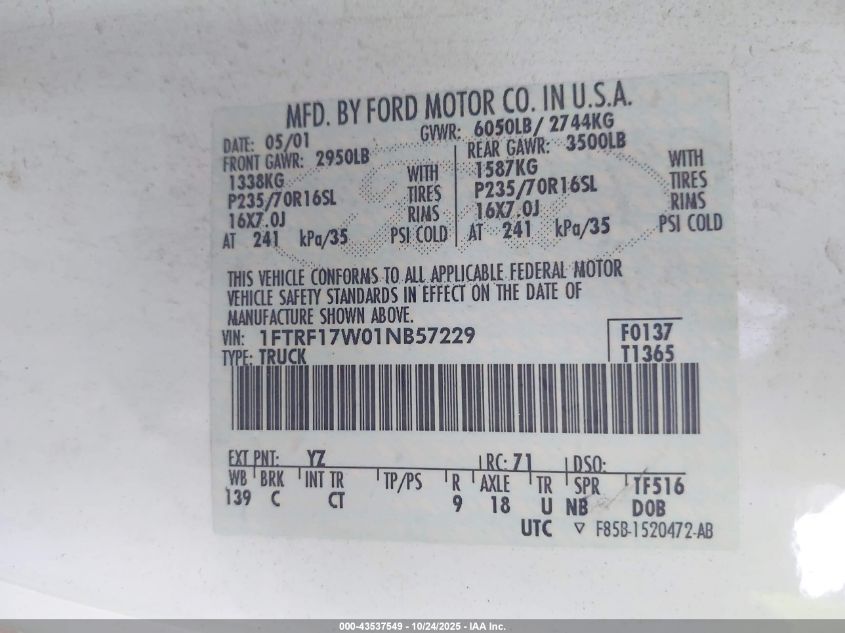 MFD. BY FORD MOTOR CO. IN U.S.A.
DATE: 05/01 GVWR: 6050LB/ 2744KG
FRONT GAWR: 2950LB REAR GAWR: 3500LB
1338KG WITH 1587KG WITH
P235/70R16SL TIRES P235/70R16SL TIRES
16X7.0J RIMS 16X7.0J RIMS
AT 241 kPa/35 PSI COLD AT 241 kPa/35 PSI COLD
THIS VEHICLE CONFORMS TO ALL APPLICABLE FEDERAL MOTOR
VEHICLE SAFETY STANDARDS IN EFFECT ON THE DATE OF
MANUFACTURE SHOWN ABOVE.
VIN: 1FTRF17W01NB57229 F0137
TYPE: TRUCK T1365
EXT PNT: YZ RC: 71 DSO:
WB BRK INT TR TP/PS R AXLE TR SPR TF516
139 C CT 9 18 U NB DOB
UTC ▽ F85B-1520472-AB
000-43537549 - 10/24/2025 - IAA Inc.